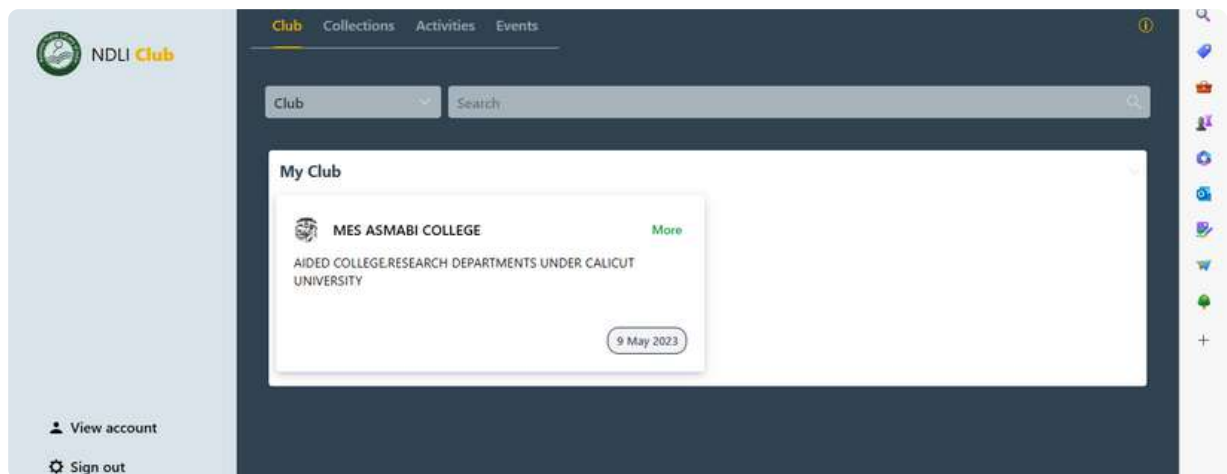 NDLI Club
Club Collections Activities Events
Club Search
My Club
MES ASMABI COLLEGE More
AIDED COLLEGE,RESEARCH DEPARTMENTS UNDER CALICUT
UNIVERSITY
9 May 2023
View account
Sign out